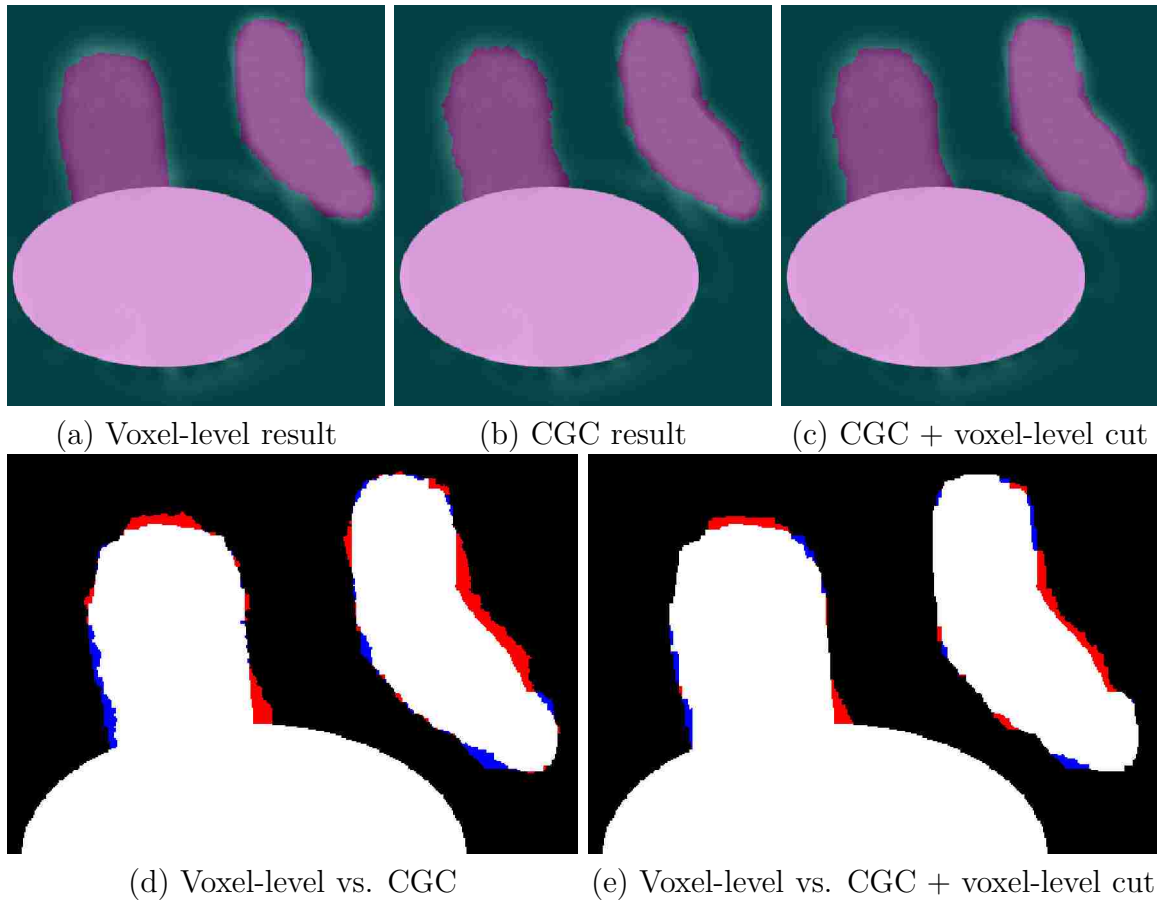 (a) Voxel-level result
(b) CGC result
(c) CGC + voxel-level cut
(d) Voxel-level vs. CGC
(e) Voxel-level vs. CGC + voxel-level cut